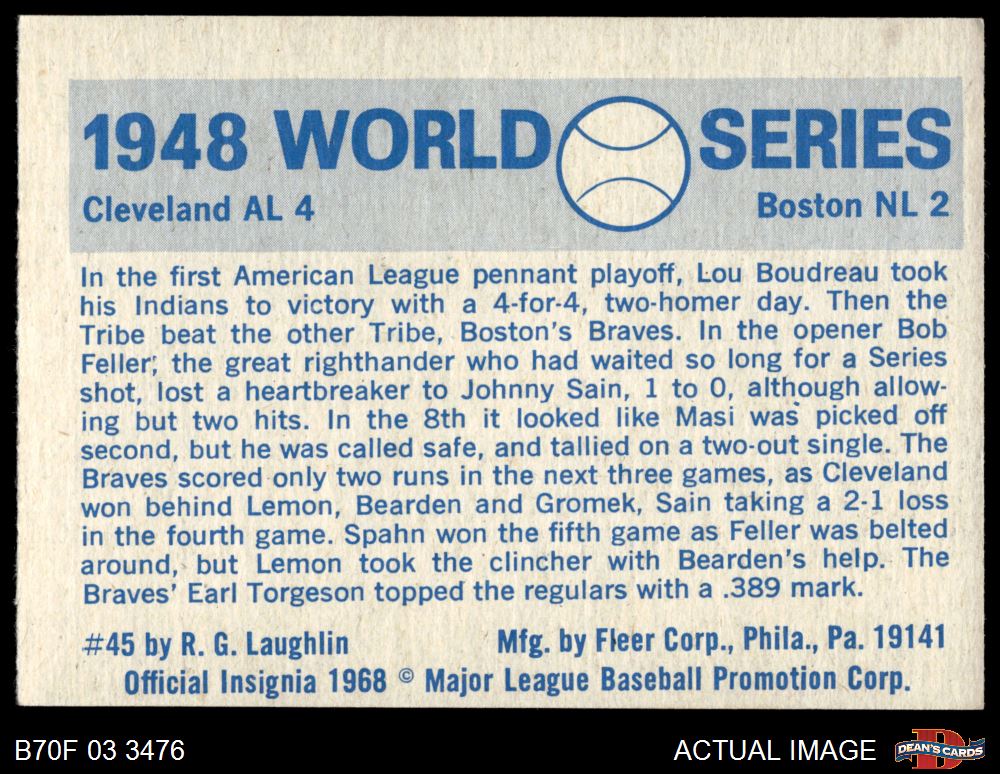 1948 WORLD SERIES
Cleveland AL 4 Boston NL 2
In the first American League pennant playoff, Lou Boudreau took
his Indians to victory with a 4-for-4, two-homer day. Then the
Tribe beat the other Tribe, Boston's Braves. In the opener Bob
Feller, the great righthander who had waited so long for a Series
shot, lost a heartbreaker to Johnny Sain, 1 to 0, although allow-
ing but two hits. In the 8th it looked like Masi was picked off
second, but he was called safe, and tallied on a two-out single. The
Braves scored only two runs in the next three games, as Cleveland
won behind Lemon, Bearden and Gromek, Sain taking a 2-1 loss
in the fourth game. Spahn won the fifth game as Feller was belted
around, but Lemon took the clincher with Bearden's help. The
Braves' Earl Torgeson topped the regulars with a .389 mark.
#45 by R. G. Laughlin Mfg. by Fleer Corp., Phila., Pa. 19141
Official Insignia 1968 © Major League Baseball Promotion Corp.
B70F 03 3476 ACTUAL IMAGE DEAN'S CARDS